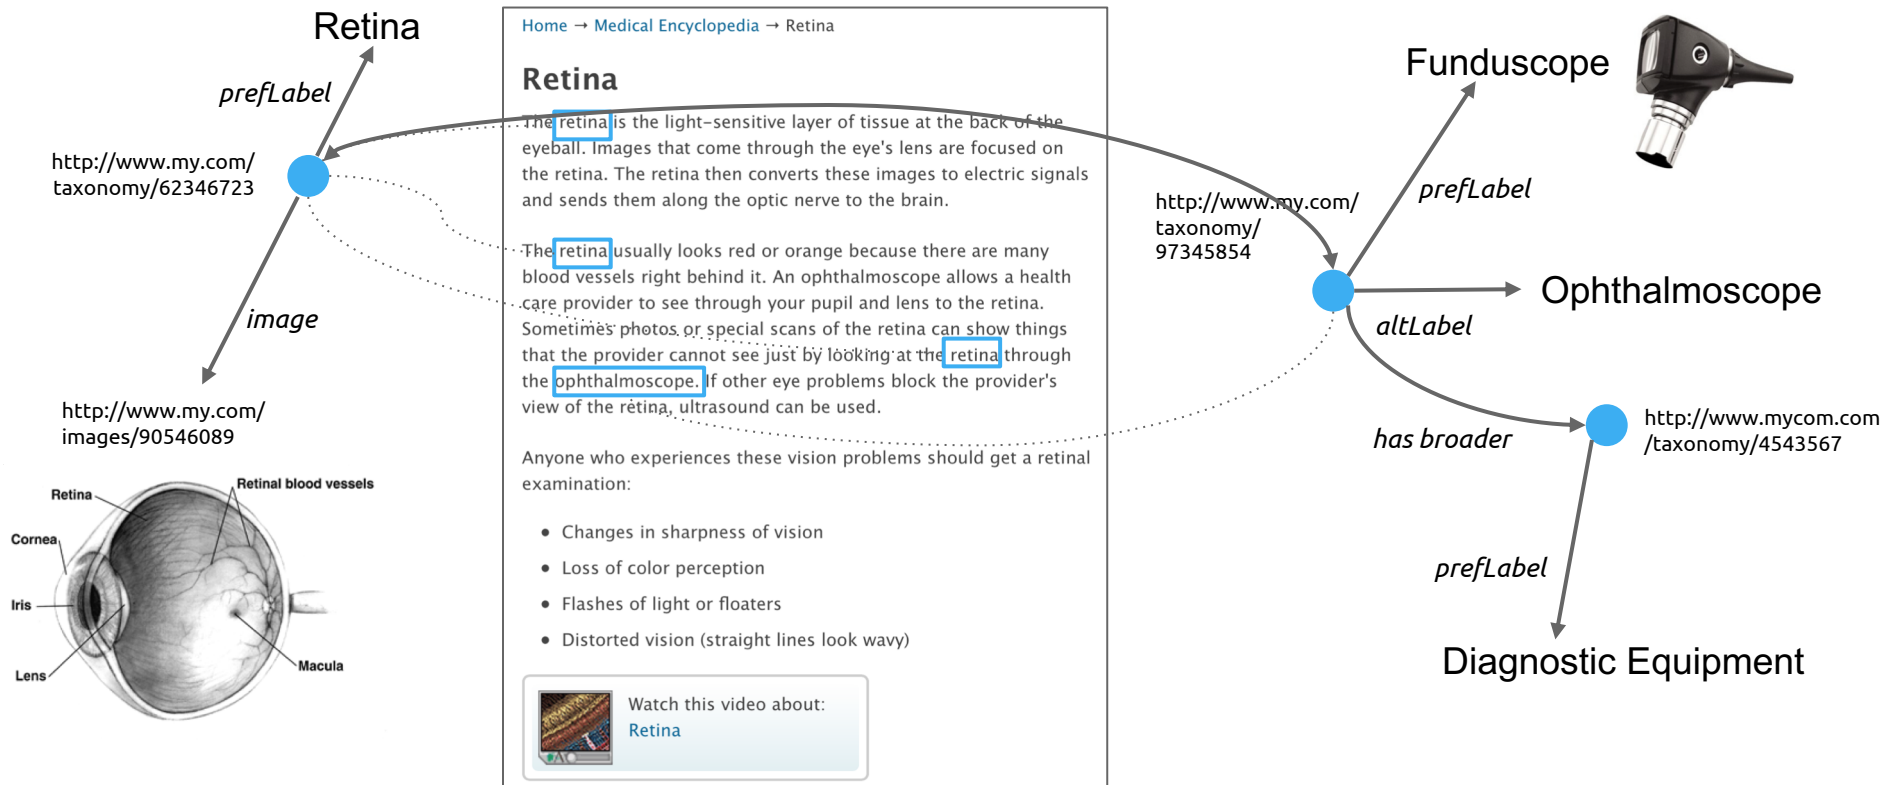 Retina
prefLabel
http://www.my.com/
taxonomy/62346723
image
http://www.my.com/
images/90546089
Retina
Retinal blood vessels
Cornea
Iris
Lens
Macula
Home → Medical Encyclopedia → Retina
Retina
The retina is the light-sensitive layer of tissue at the back of the
eyeball. Images that come through the eye's lens are focused on
the retina. The retina then converts these images to electric signals
and sends them along the optic nerve to the brain.
The retina usually looks red or orange because there are many
blood vessels right behind it. An ophthalmoscope allows a health
care provider to see through your pupil and lens to the retina.
Sometimes photos or special scans of the retina can show things
that the provider cannot see just by looking at the retina through
the ophthalmoscope. If other eye problems block the provider's
view of the retina, ultrasound can be used.
Anyone who experiences these vision problems should get a retinal
examination:
• Changes in sharpness of vision
• Loss of color perception
• Flashes of light or floaters
• Distorted vision (straight lines look wavy)
Watch this video about:
Retina
Funduscope
prefLabel
http://www.my.com/
taxonomy/
97345854
Ophthalmoscope
altLabel
has broader
http://www.mycom.com
/taxonomy/4543567
prefLabel
Diagnostic Equipment